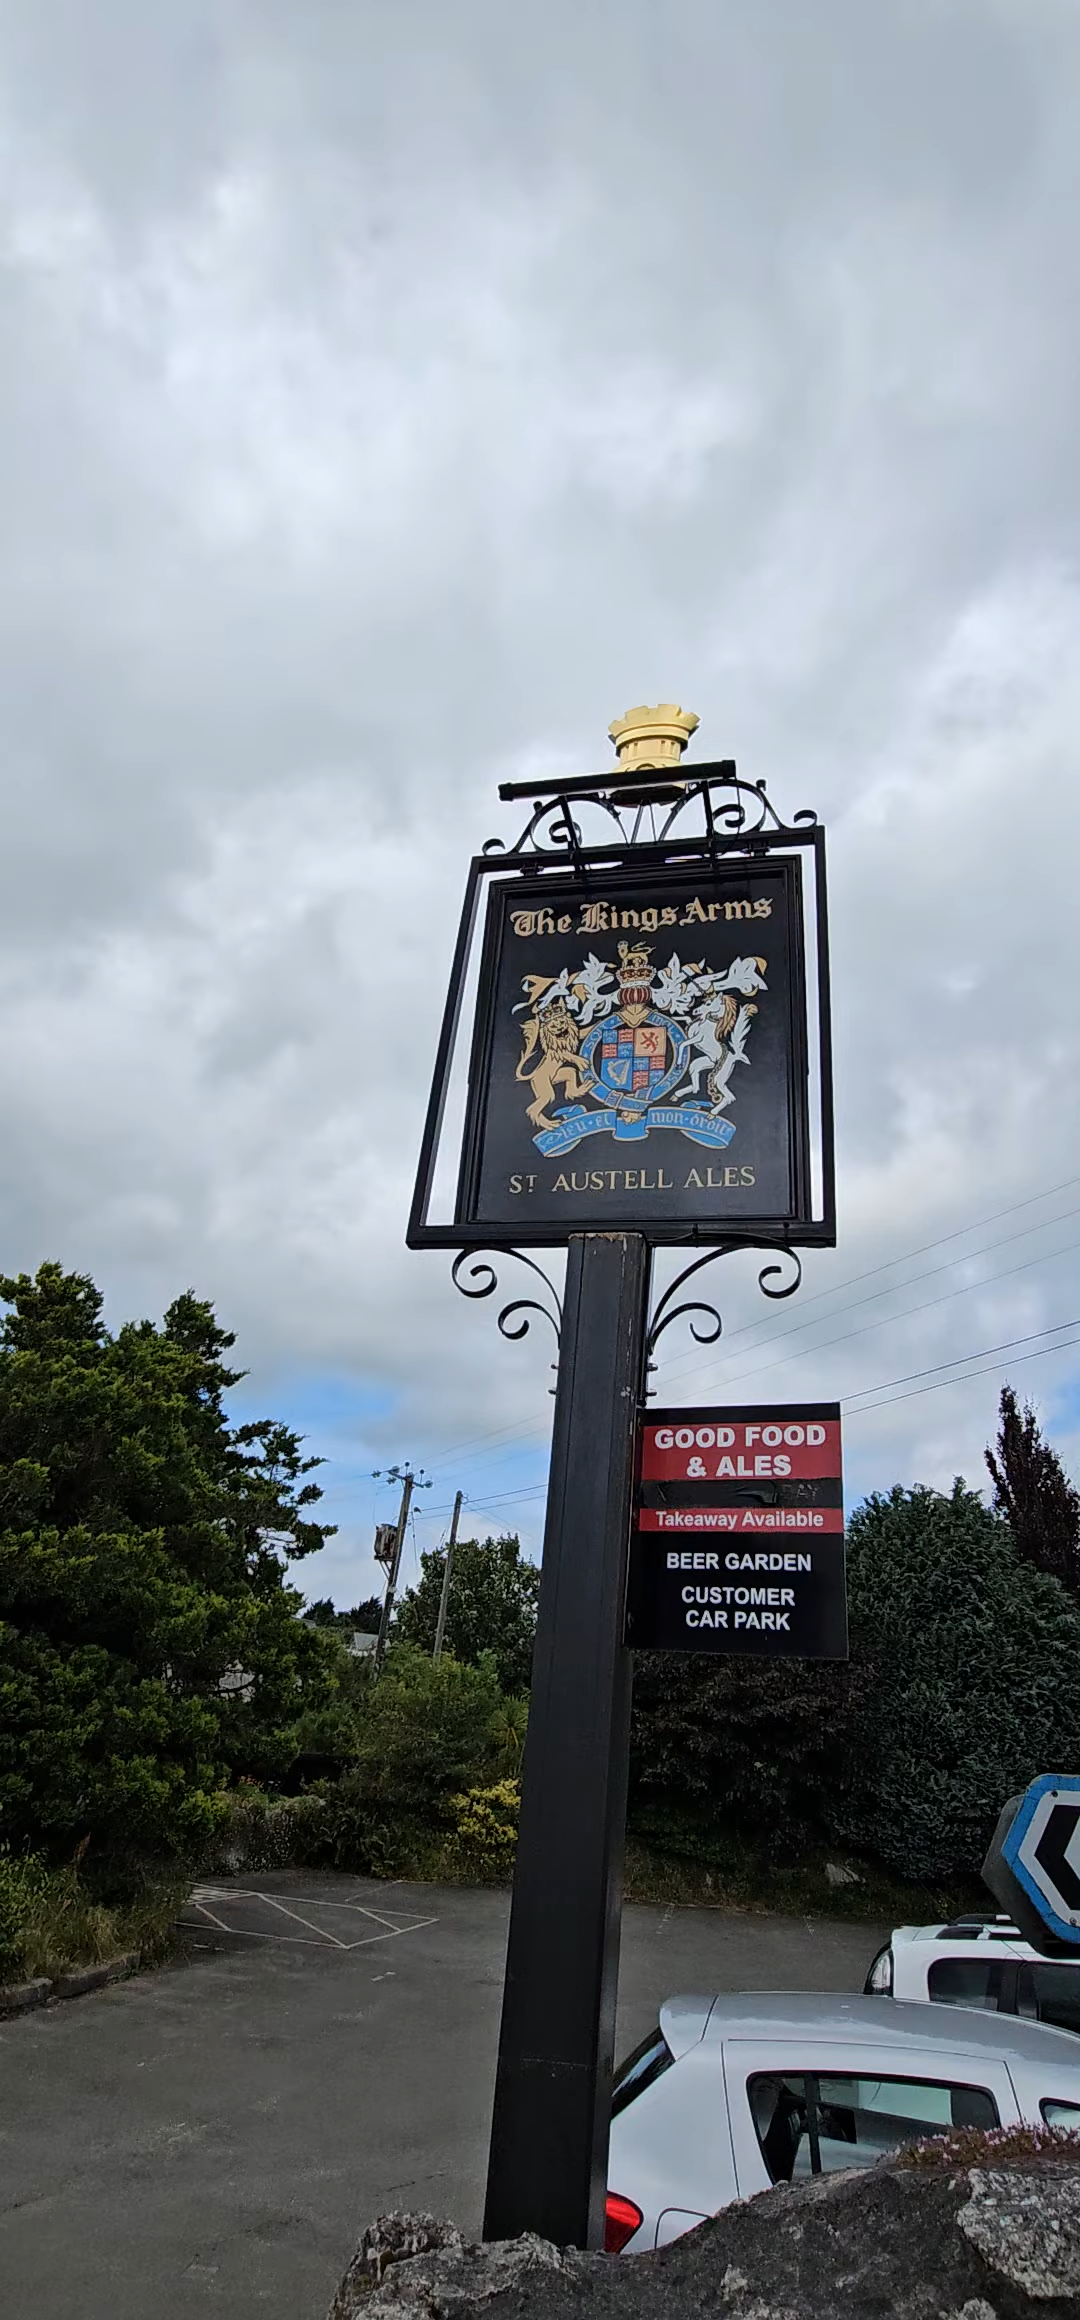 The Kings Arms
Dieu·et mon·droit
ST AUSTELL ALES
GOOD FOOD
& ALES
Takeaway Available
BEER GARDEN
CUSTOMER
CAR PARK